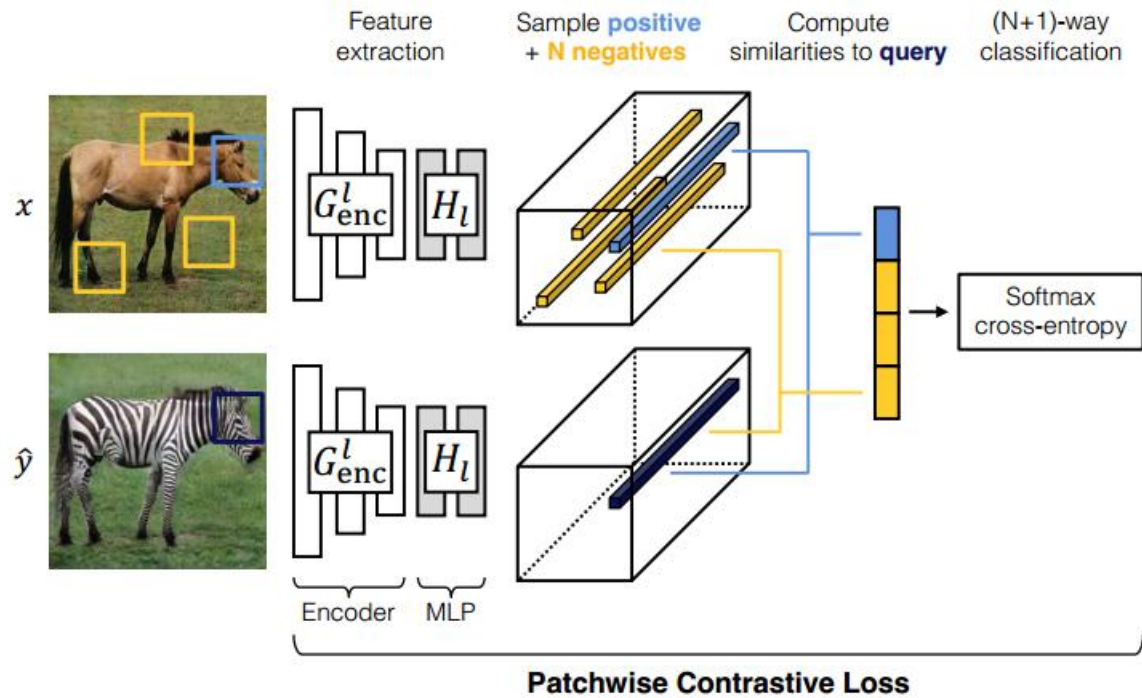 Feature
extraction
Sample positive
+ N negatives
Compute
similarities to query
(N+1)-way
classification
x
G^l_enc
H_l
Softmax
cross-entropy
ŷ
G^l_enc
H_l
Encoder
MLP
Patchwise Contrastive Loss